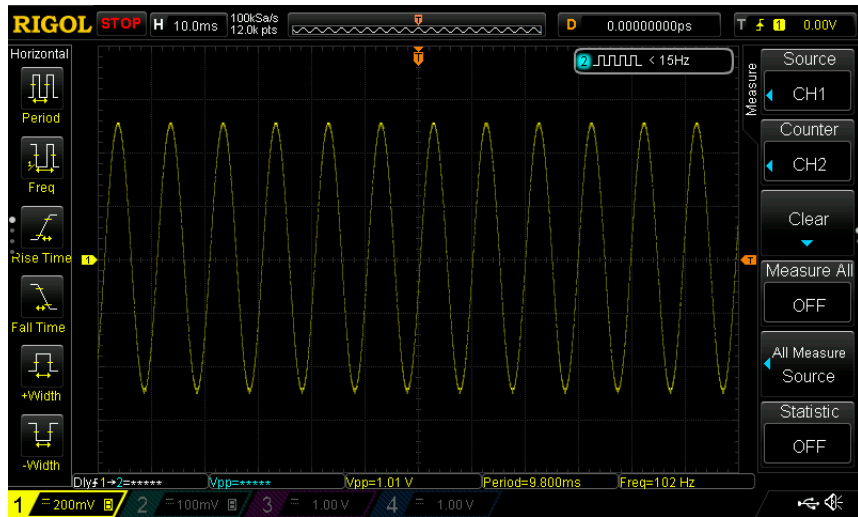 RIGOL STOP H 10.0ms 100kSa/s 12.0k pts D 0.00000000ps T 1 0.00V
Horizontal
Period
Freq
Rise Time
Fall Time
+Width
-Width
T
2 < 15Hz
1
T
Measure
Source
CH1
Counter
CH2
Clear
Measure All
OFF
All Measure
Source
Statistic
OFF
Dly 1→2=***** Vpp=***** Vpp=1.01 V Period=9.800ms Freq=102 Hz
1 200mV B 2 100mV B 3 1.00 V 4 1.00 V